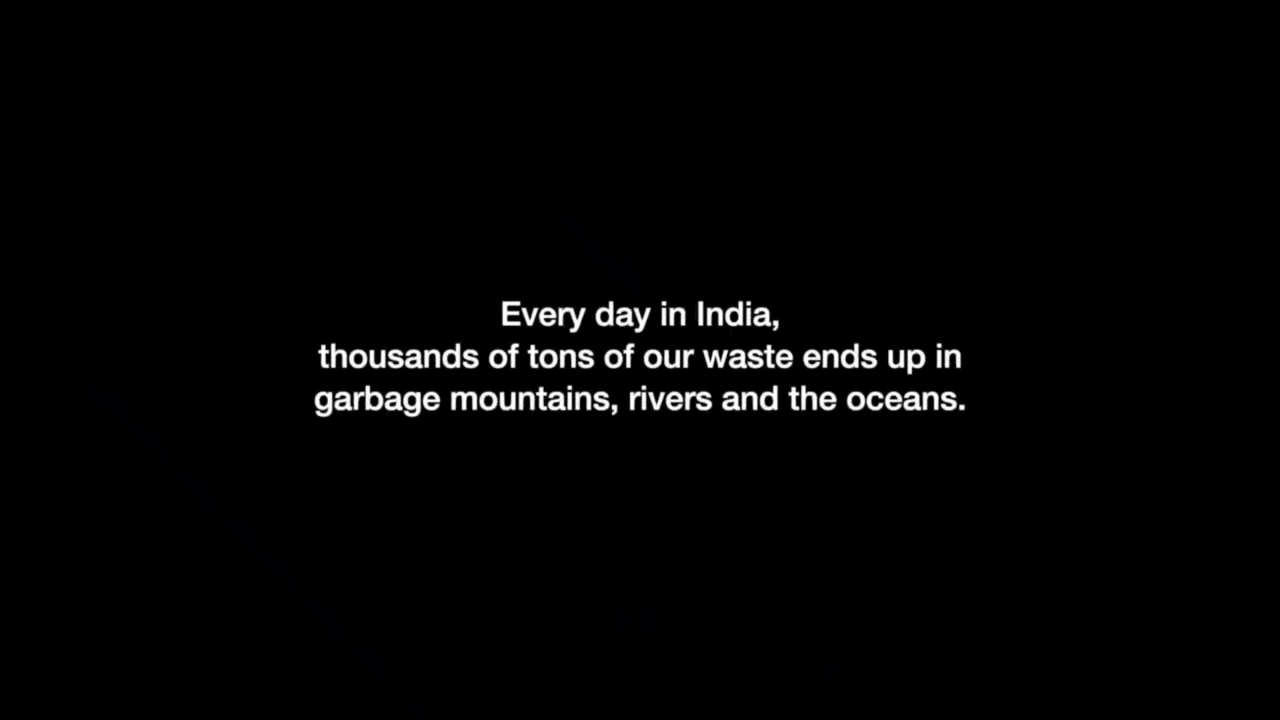 Every day in India,
thousands of tons of our waste ends up in
garbage mountains, rivers and the oceans.